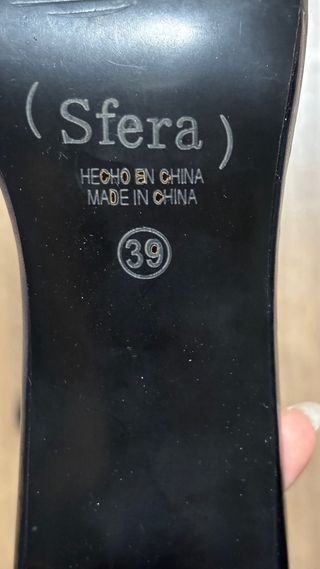 (Sfera)
HECHO EN CHINA
MADE IN CHINA
39